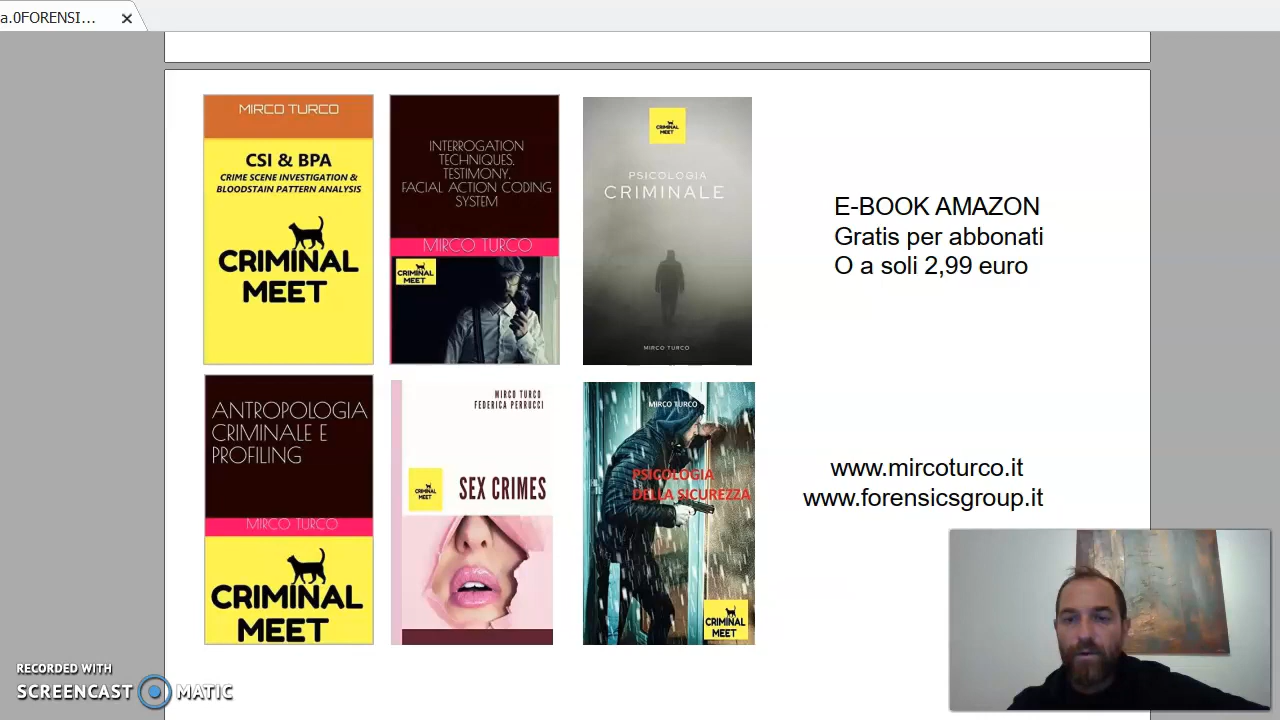 a.0FORENSI...
MIRCO TURCO
CSI & BPA
CRIME SCENE INVESTIGATION &
BLOODSTAIN PATTERN ANALYSIS
CRIMINAL
MEET
INTERROGATION
TECHNIQUES,
TESTIMONY,
FACIAL ACTION CODING
SYSTEM
MIRCO TURCO
CRIMINAL
MEET
CRIMINAL
MEET
PSICOLOGIA
CRIMINALE
MIRCO TURCO
E-BOOK AMAZON
Gratis per abbonati
O a soli 2,99 euro
ANTROPOLOGIA
CRIMINALE E
PROFILING
MIRCO TURCO
CRIMINAL
MEET
MIRCO TURCO
FEDERICA PERRUCCI
CRIMINAL
MEET
SEX CRIMES
MIRCO TURCO
PSICOLOGIA
DELLA SICUREZZA
CRIMINAL
MEET
www.mircoturco.it
www.forensicsgroup.it
RECORDED WITH
SCREENCAST MATIC